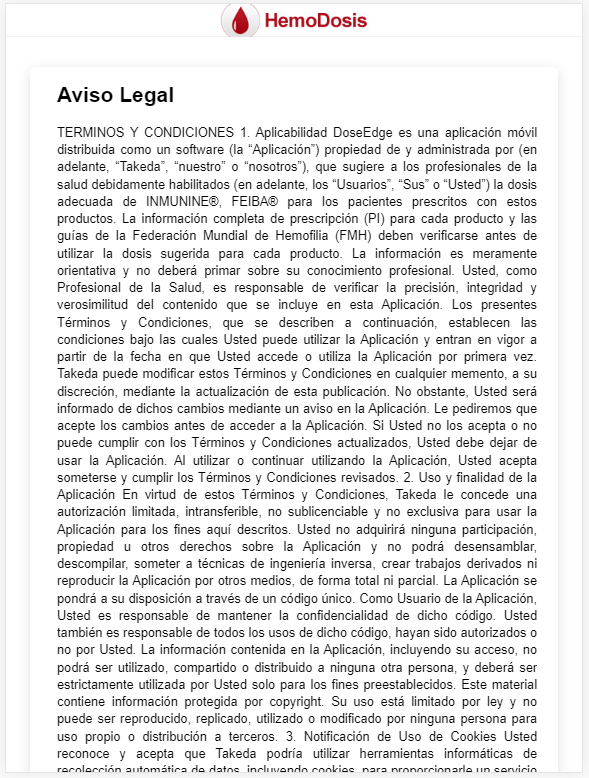 HemoDosis
Aviso Legal
TERMINOS Y CONDICIONES 1. Aplicabilidad DoseEdge es una aplicación móvil
distribuida como un software (la “Aplicación”) propiedad de y administrada por (en
adelante, “Takeda”, “nuestro” o “nosotros”), que sugiere a los profesionales de la
salud debidamente habilitados (en adelante, los “Usuarios”, “Sus” o “Usted”) la dosis
adecuada de INMUNINE®, FEIBA® para los pacientes prescritos con estos
productos. La información completa de prescripción (PI) para cada producto y las
guías de la Federación Mundial de Hemofilia (FMH) deben verificarse antes de
utilizar la dosis sugerida para cada producto. La información es meramente
orientativa y no deberá primar sobre su conocimiento profesional. Usted, como
Profesional de la Salud, es responsable de verificar la precisión, integridad y
verosimilitud del contenido que se incluye en esta Aplicación. Los presentes
Términos y Condiciones, que se describen a continuación, establecen las
condiciones bajo las cuales Usted puede utilizar la Aplicación y entran en vigor a
partir de la fecha en que Usted accede o utiliza la Aplicación por primera vez.
Takeda puede modificar estos Términos y Condiciones en cualquier memento, a su
discreción, mediante la actualización de esta publicación. No obstante, Usted será
informado de dichos cambios mediante un aviso en la Aplicación. Le pediremos que
acepte los cambios antes de acceder a la Aplicación. Si Usted no los acepta o no
puede cumplir con los Términos y Condiciones actualizados, Usted debe dejar de
usar la Aplicación. Al utilizar o continuar utilizando la Aplicación, Usted acepta
someterse y cumplir los Términos y Condiciones revisados. 2. Uso y finalidad de la
Aplicación En virtud de estos Términos y Condiciones, Takeda le concede una
autorización limitada, intransferible, no sublicenciable y no exclusiva para usar la
Aplicación para los fines aquí descritos. Usted no adquirirá ninguna participación,
propiedad u otros derechos sobre la Aplicación y no podrá desensamblar,
descompilar, someter a técnicas de ingeniería inversa, crear trabajos derivados ni
reproducir la Aplicación por otros medios, de forma total ni parcial. La Aplicación se
pondrá a su disposición a través de un código único. Como Usuario de la Aplicación,
Usted es responsable de mantener la confidencialidad de dicho código. Usted
también es responsable de todos los usos de dicho código, hayan sido autorizados o
no por Usted. La información contenida en la Aplicación, incluyendo su acceso, no
podrá ser utilizado, compartido o distribuido a ninguna otra persona, y deberá ser
estrictamente utilizada por Usted solo para los fines preestablecidos. Este material
contiene información protegida por copyright. Su uso está limitado por ley y no
puede ser reproducido, replicado, utilizado o modificado por ninguna persona para
uso propio o distribución a terceros. 3. Notificación de Uso de Cookies Usted
reconoce y acepta que Takeda podría utilizar herramientas informáticas de
recolección automática de datos, incluyendo cookies, para proporcionarle un servicio